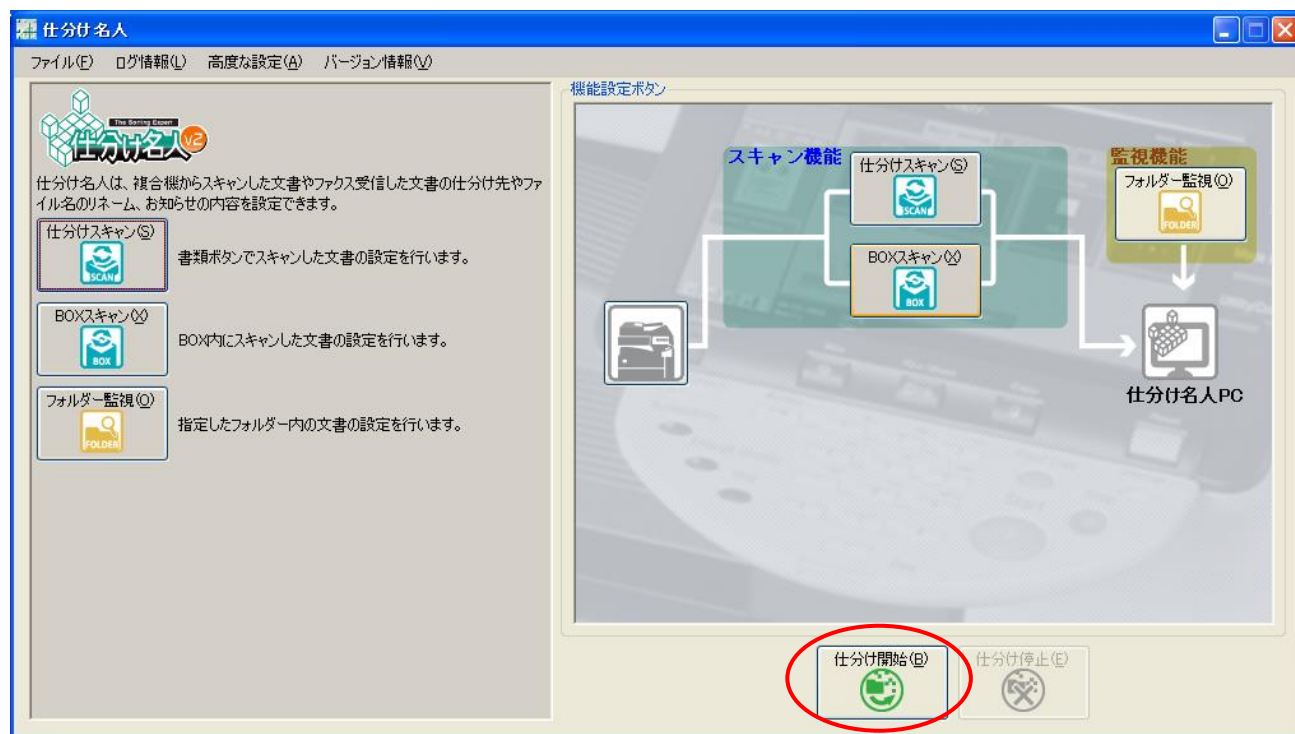 仕分け名人
ファイル(F) ログ情報(L) 高度な設定(A) バージョン情報(V)
The Sorting Expert
仕分け名人 V2
仕分け名人は、複合機からスキャンした文書やファクス受信した文書の仕分け先やファ
イル名のリネーム、お知らせの内容を設定できます。
仕分けスキャン(S)
SCAN
書類ボタンでスキャンした文書の設定を行います。
BOXスキャン(X)
BOX
BOX内にスキャンした文書の設定を行います。
フォルダー監視(O)
FOLDER
指定したフォルダー内の文書の設定を行います。
機能設定ボタン
スキャン機能
仕分けスキャン(S)
SCAN
BOXスキャン(X)
BOX
監視機能
フォルダー監視(O)
FOLDER
仕分け名人PC
仕分け開始(B)
仕分け停止(E)